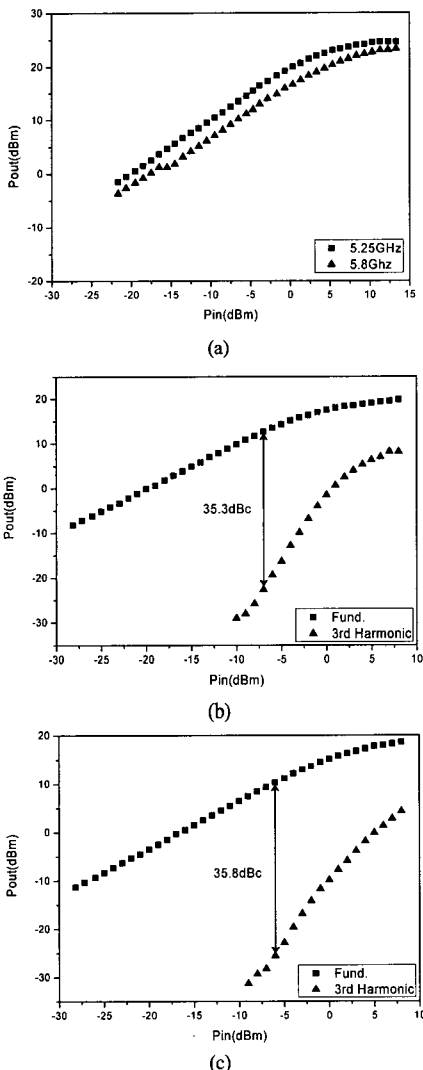 30
20
10
0
-10
-20
Pout(dBm)
-30 -25 -20 -15 -10 -5 0 5 10 15
Pin(dBm)
5.25GHz
5.8Ghz
(a)
20
10
0
-10
-20
-30
Pout(dBm)
35.3dBc
-30 -25 -20 -15 -10 -5 0 5 10
Pin(dBm)
Fund.
3rd Harmonic
(b)
20
10
0
-10
-20
-30
Pout(dBm)
35.8dBc
-30 -25 -20 -15 -10 -5 0 5 10
Pin(dBm)
Fund.
3rd Harmonic
(c)